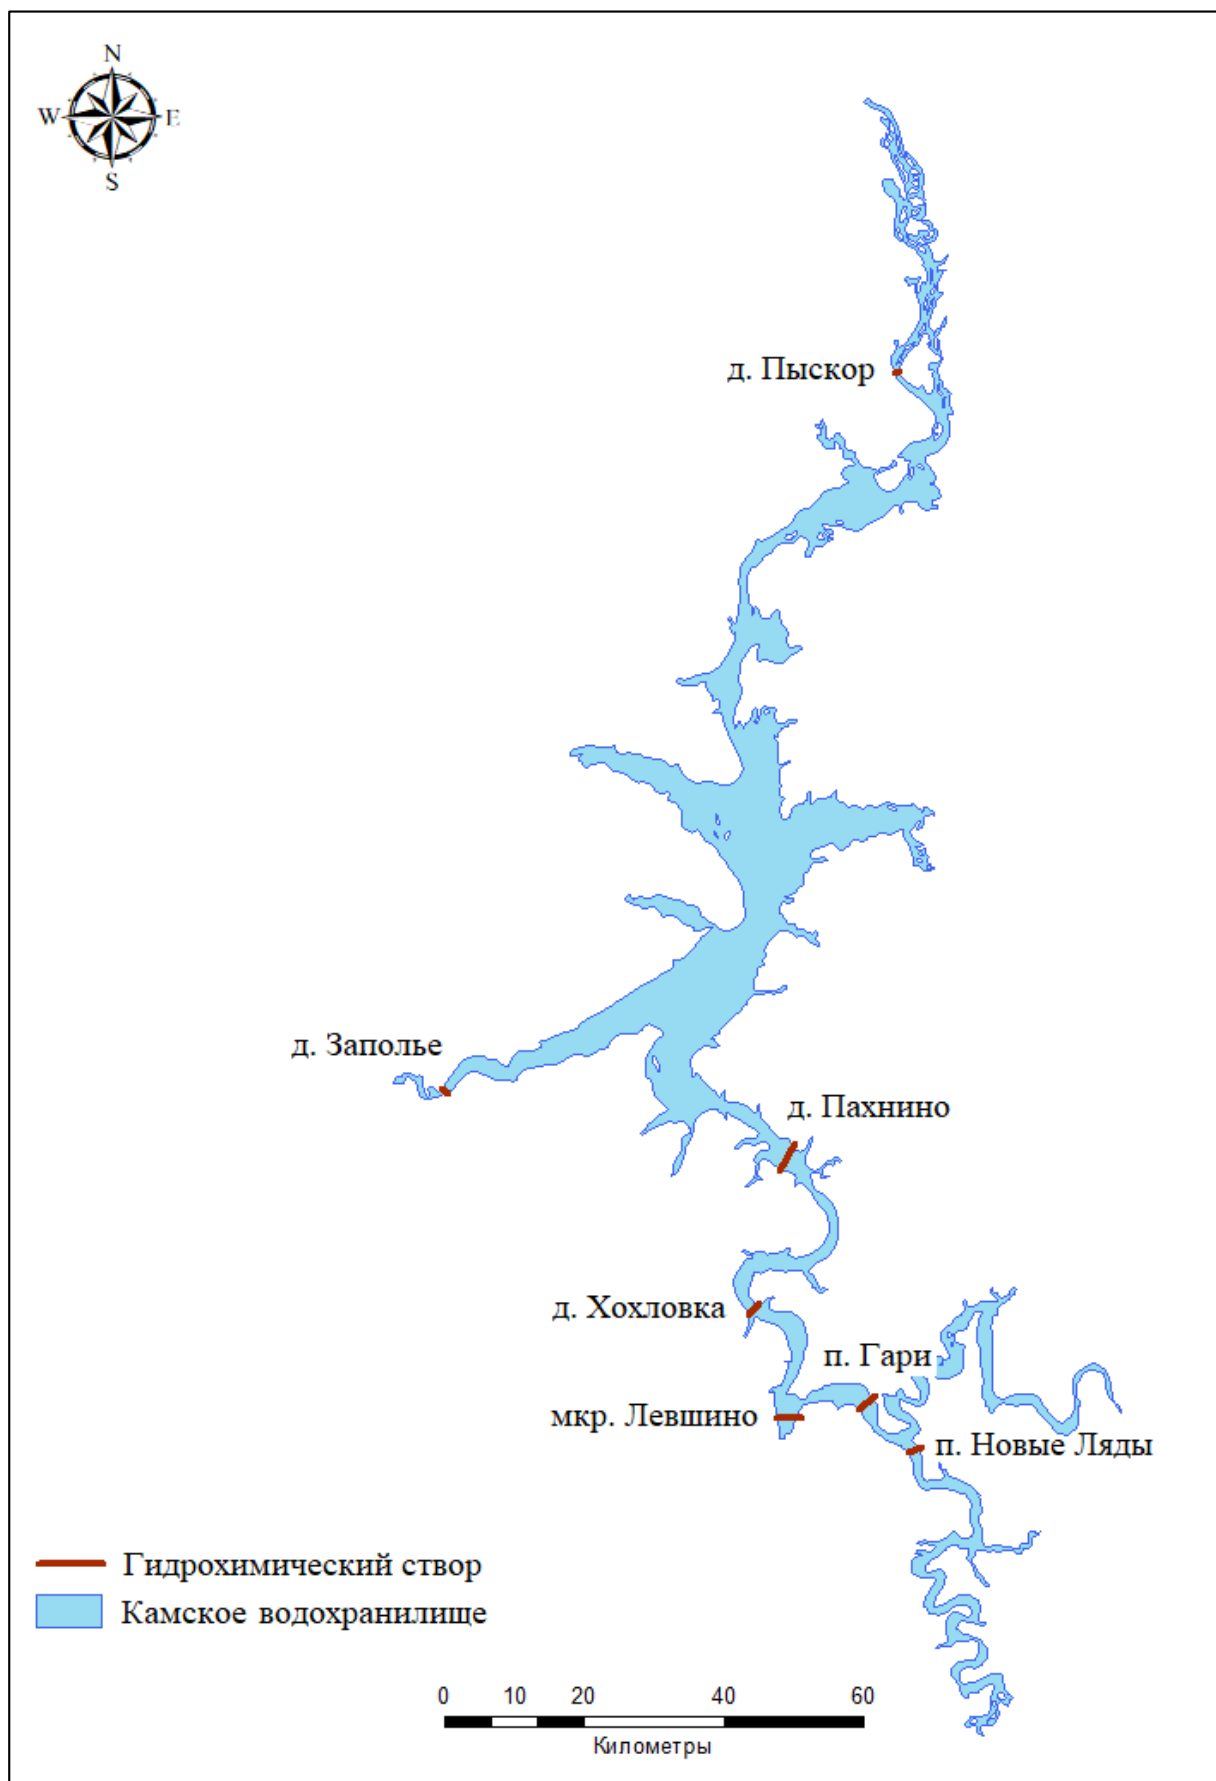 N
W E
S
д. Пыскор
д. Заполье
д. Пахнино
д. Хохловка
п. Гари
мкр. Левшино
п. Новые Ляды
Гидрохимический створ
Камское водохранилище
0 10 20 40 60
Километры